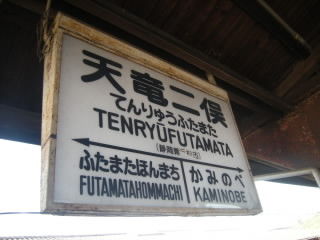 天竜二俣
てんりゅうふたまた
TENRYŪFUTAMATA
ふたまたほんまち かみのべ
FUTAMATAHOMMACHI KAMINOBE